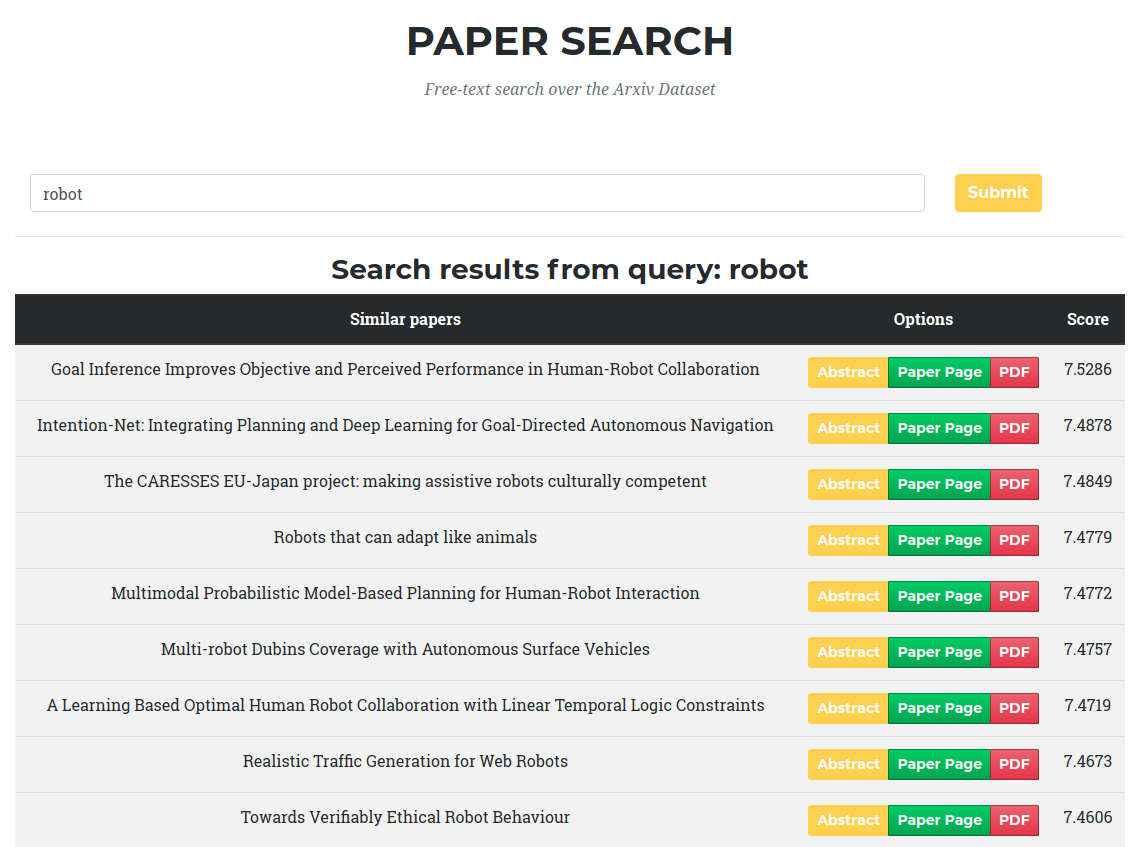 PAPER SEARCH
Free-text search over the Arxiv Dataset
robot
Submit
Search results from query: robot
Similar papers Options Score
Goal Inference Improves Objective and Perceived Performance in Human-Robot Collaboration Abstract Paper Page PDF 7.5286
Intention-Net: Integrating Planning and Deep Learning for Goal-Directed Autonomous Navigation Abstract Paper Page PDF 7.4878
The CARESSES EU-Japan project: making assistive robots culturally competent Abstract Paper Page PDF 7.4849
Robots that can adapt like animals Abstract Paper Page PDF 7.4779
Multimodal Probabilistic Model-Based Planning for Human-Robot Interaction Abstract Paper Page PDF 7.4772
Multi-robot Dubins Coverage with Autonomous Surface Vehicles Abstract Paper Page PDF 7.4757
A Learning Based Optimal Human Robot Collaboration with Linear Temporal Logic Constraints Abstract Paper Page PDF 7.4719
Realistic Traffic Generation for Web Robots Abstract Paper Page PDF 7.4673
Towards Verifiably Ethical Robot Behaviour Abstract Paper Page PDF 7.4606